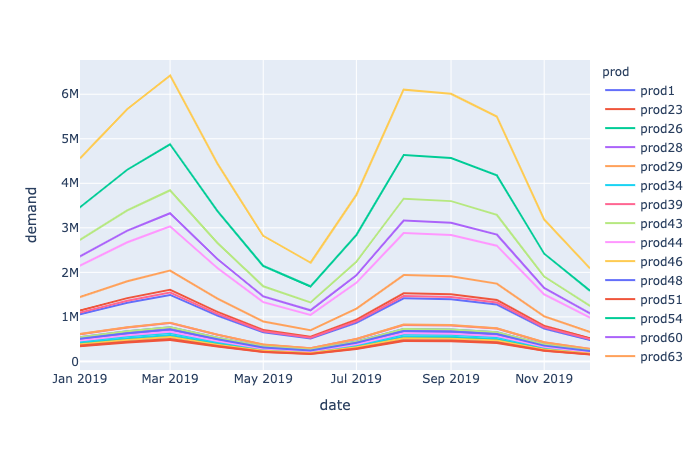 prod
prod1
prod23
prod26
prod28
prod29
prod34
prod39
prod43
prod44
prod46
prod48
prod51
prod54
prod60
prod63
6M
5M
4M
3M
2M
1M
0
demand
Jan 2019 Mar 2019 May 2019 Jul 2019 Sep 2019 Nov 2019
date